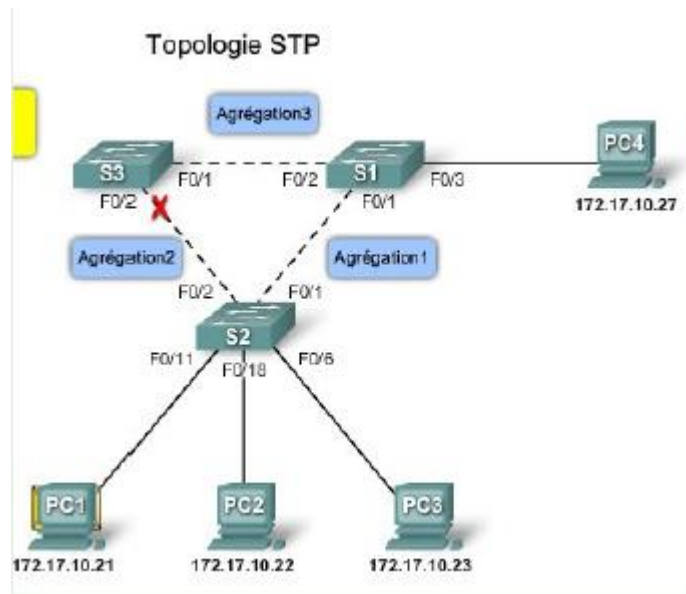 Topologie STP
Agrégation3
S3
F0/1
F0/2
S1
F0/3
PC4
F0/2
F0/1
172.17.10.27
Agrégation2
Agrégation1
F0/2
F0/1
S2
F0/11
F0/18
F0/6
PC1
PC2
PC3
172.17.10.21
172.17.10.22
172.17.10.23